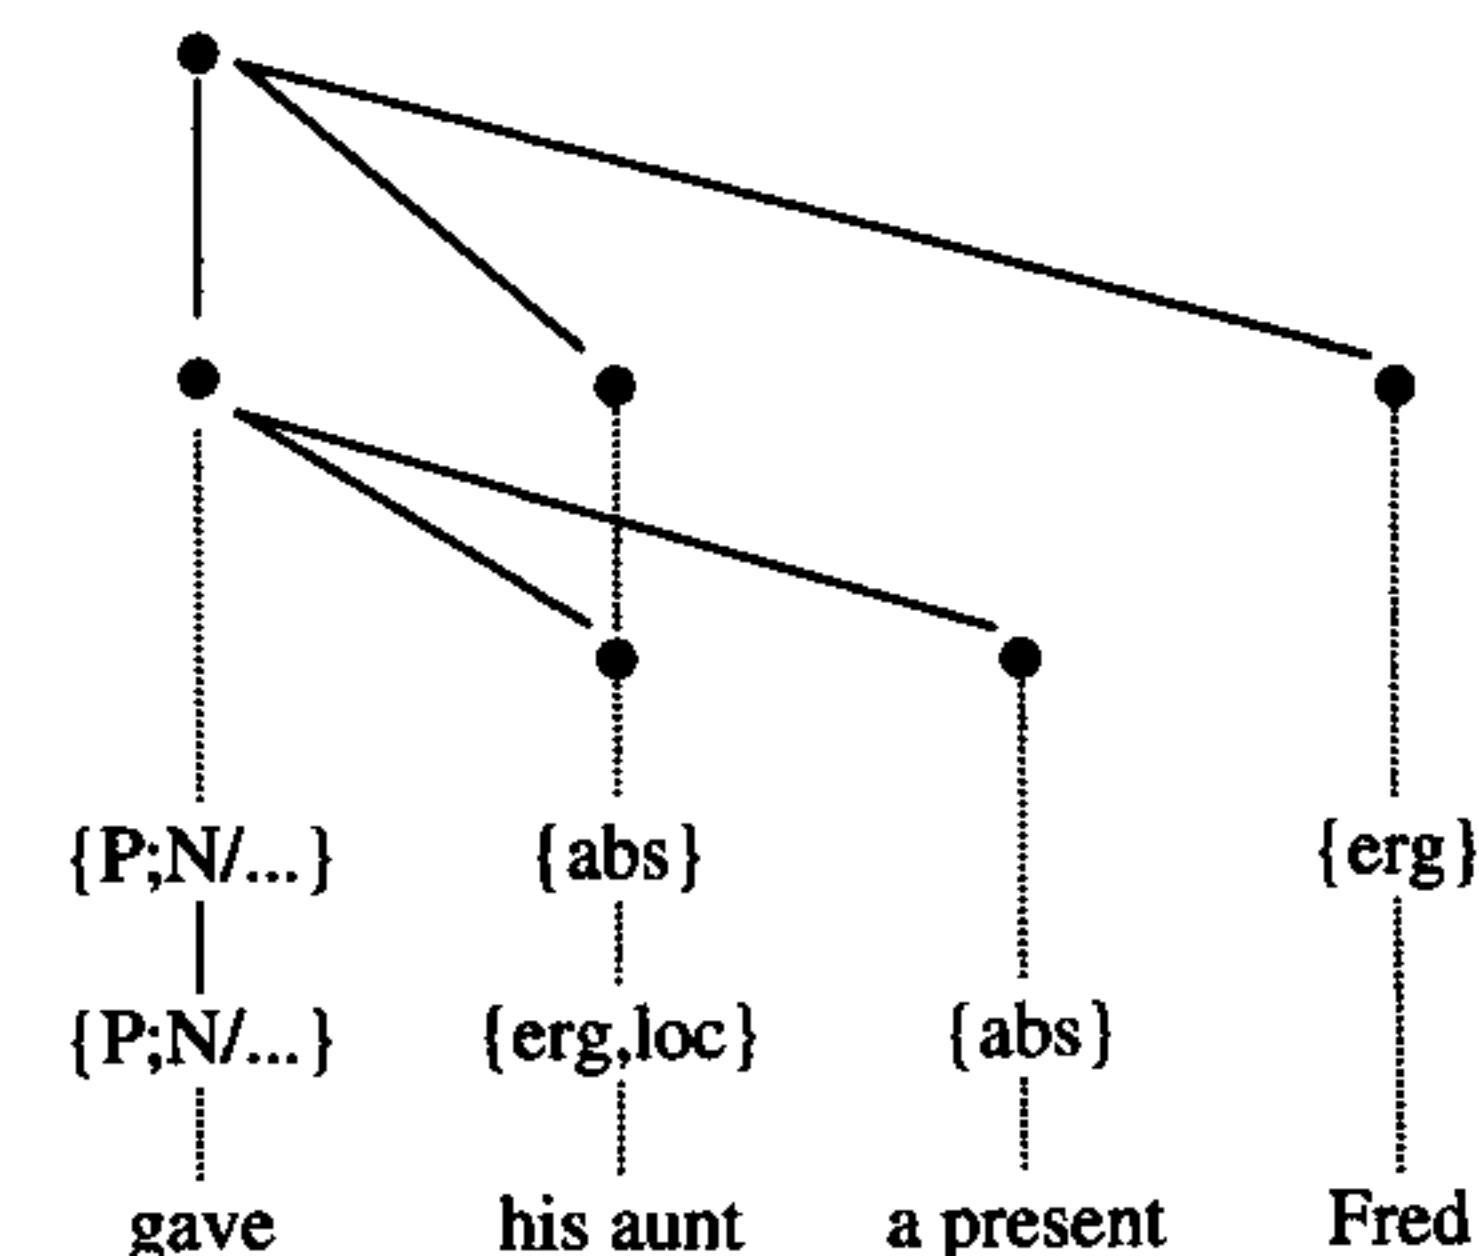 {P;N/...} {abs} {erg}
{P;N/...} {erg,loc} {abs}
gave his aunt a present Fred